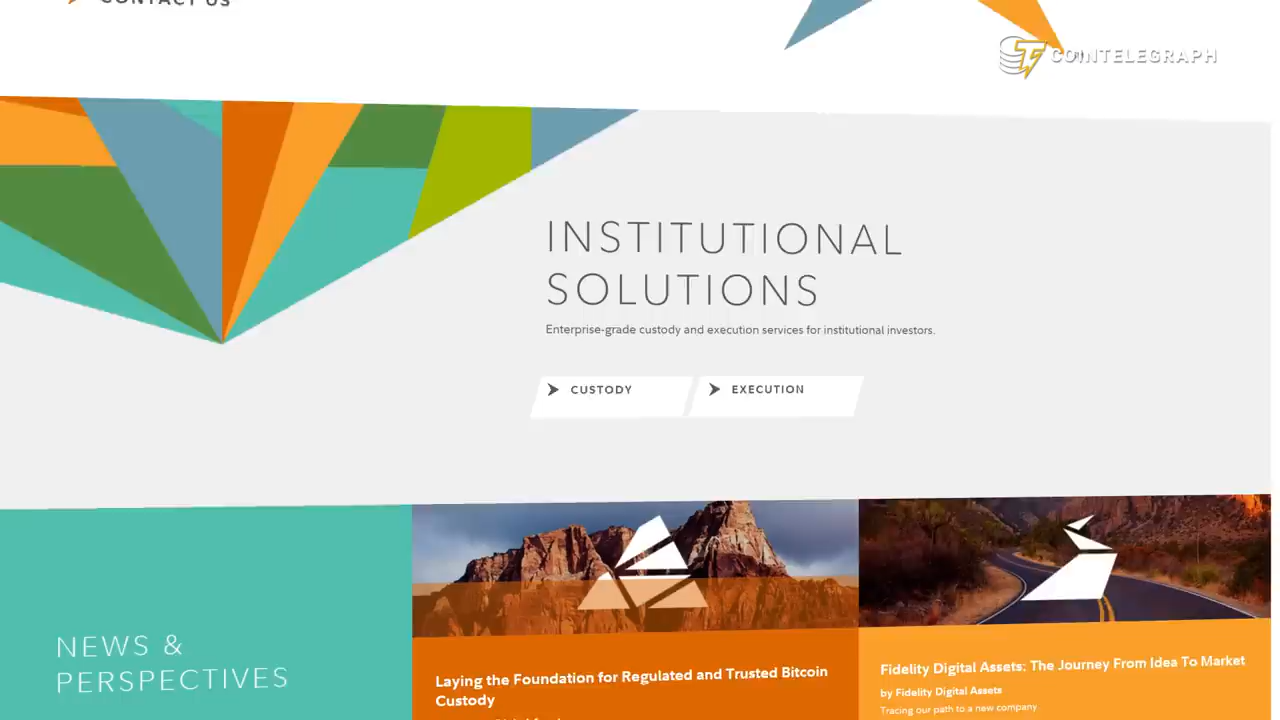 CONTACT US
COINTELEGRAPH
INSTITUTIONAL
SOLUTIONS
Enterprise-grade custody and execution services for institutional investors.
CUSTODY
EXECUTION
NEWS &
PERSPECTIVES
Laying the Foundation for Regulated and Trusted Bitcoin
Custody
Fidelity Digital Assets: The Journey From Idea To Market
by Fidelity Digital Assets
Tracing our path to a new company